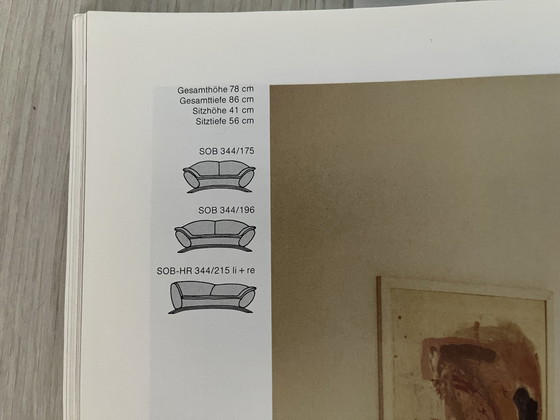 Gesamthöhe 78 cm
Gesamttiefe 86 cm
Sitzhöhe 41 cm
Sitztiefe 56 cm
SOB 344/175
SOB 344/196
SOB-HR 344/215 li + re